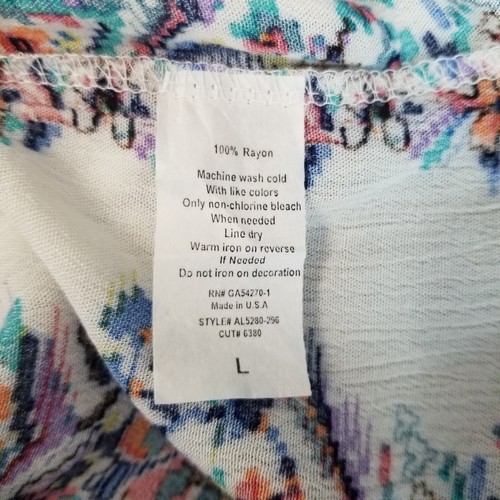 100% Rayon
Machine wash cold
With like colors
Only non-chlorine bleach
When needed
Line dry
Warm iron on reverse
If Needed
Do not iron on decoration
RN# GA54270-1
Made in U.S.A
STYLE# AL5280-296
CUT# 6380
L